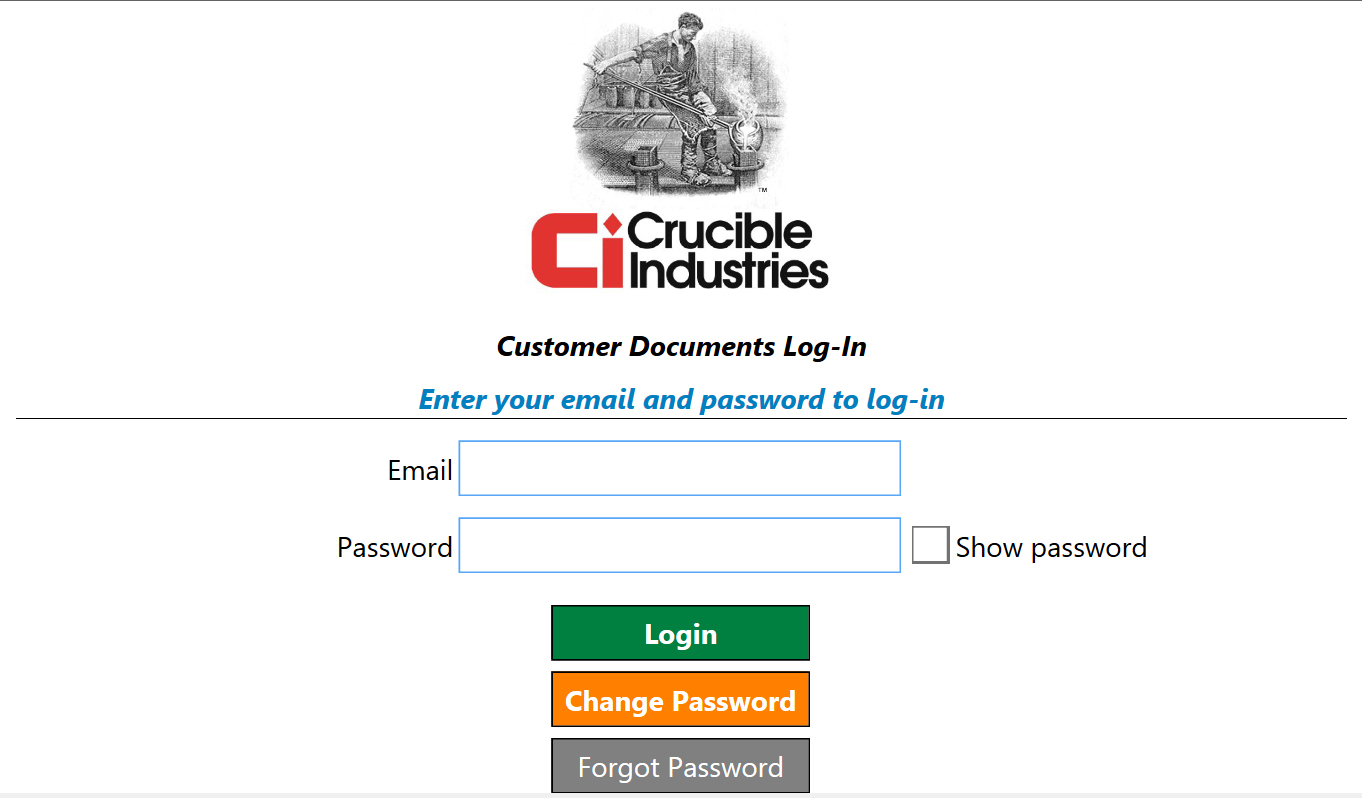 TM
Ci Crucible
Industries
Customer Documents Log-In
Enter your email and password to log-in
Email
Password Show password
Login
Change Password
Forgot Password